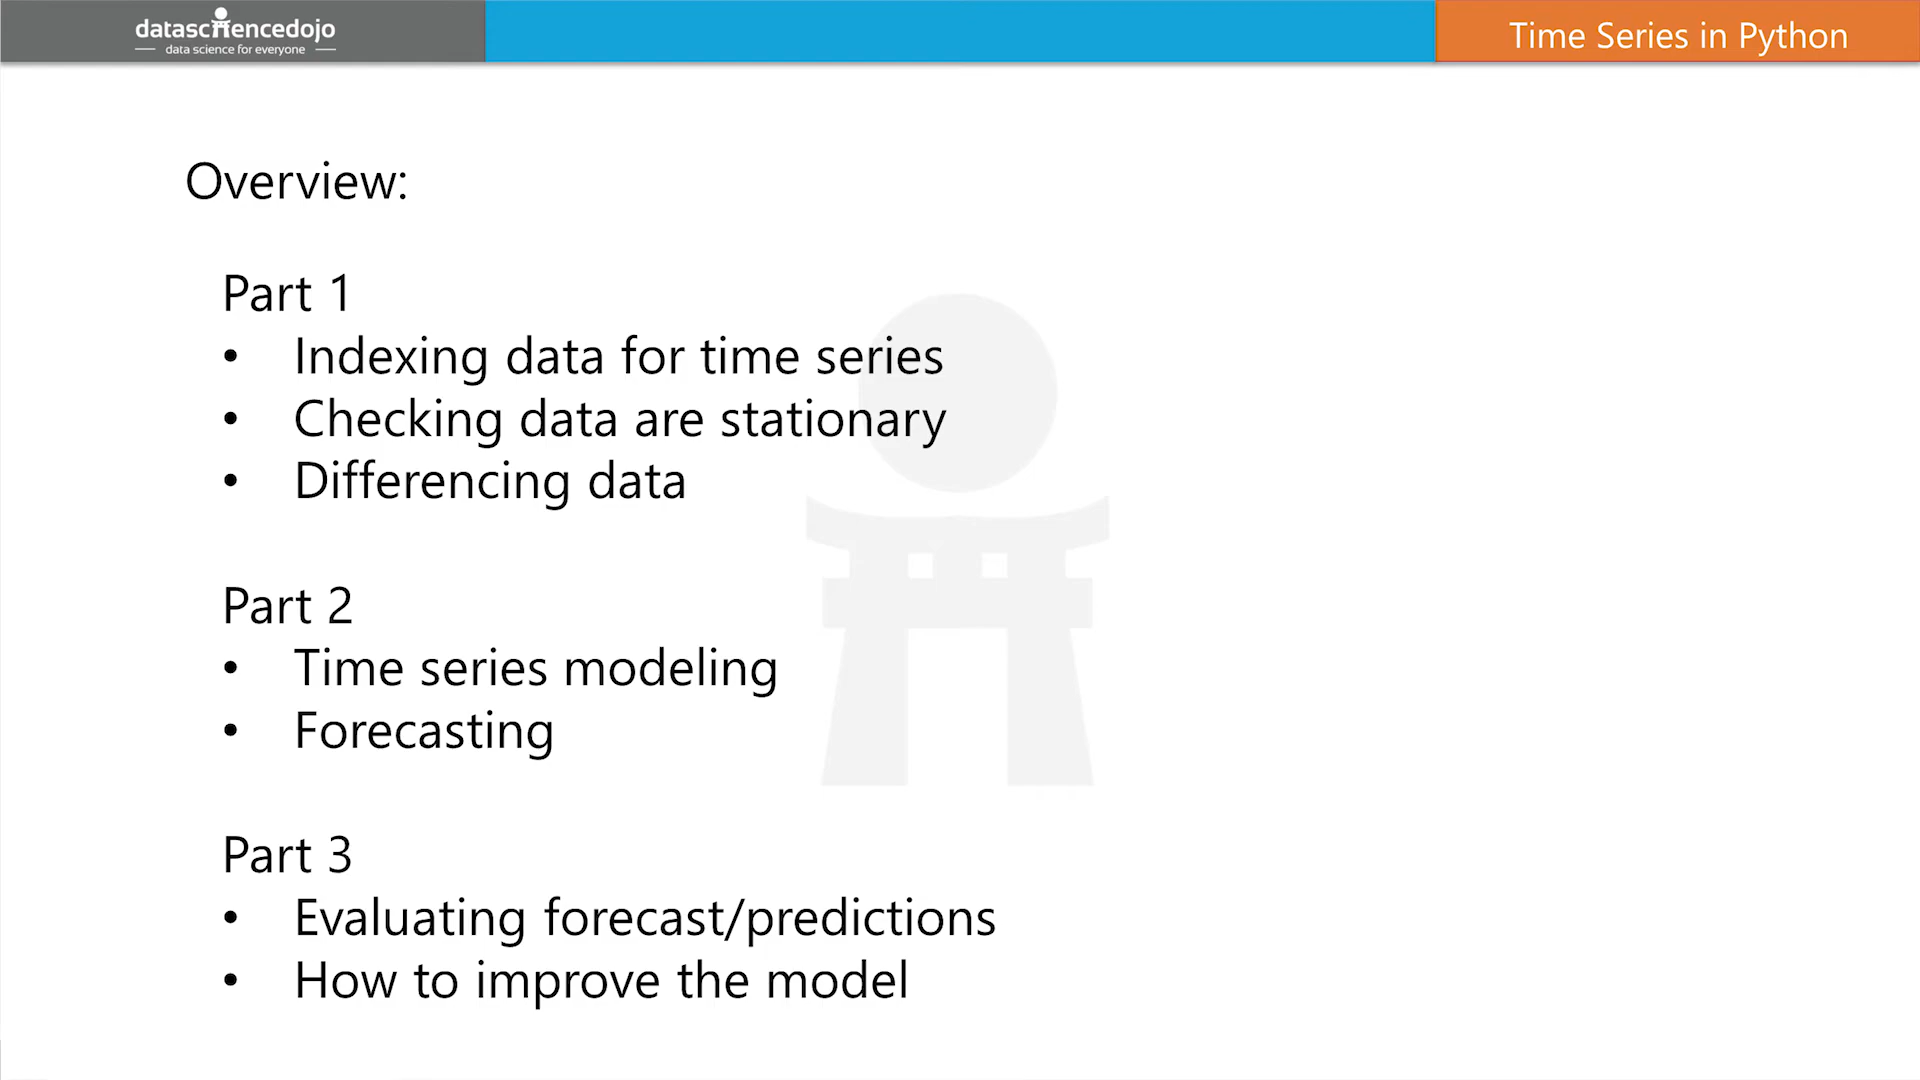 datasciencedojo
data science for everyone
Time Series in Python
Overview:
Part 1
• Indexing data for time series
• Checking data are stationary
• Differencing data
Part 2
• Time series modeling
• Forecasting
Part 3
• Evaluating forecast/predictions
• How to improve the model